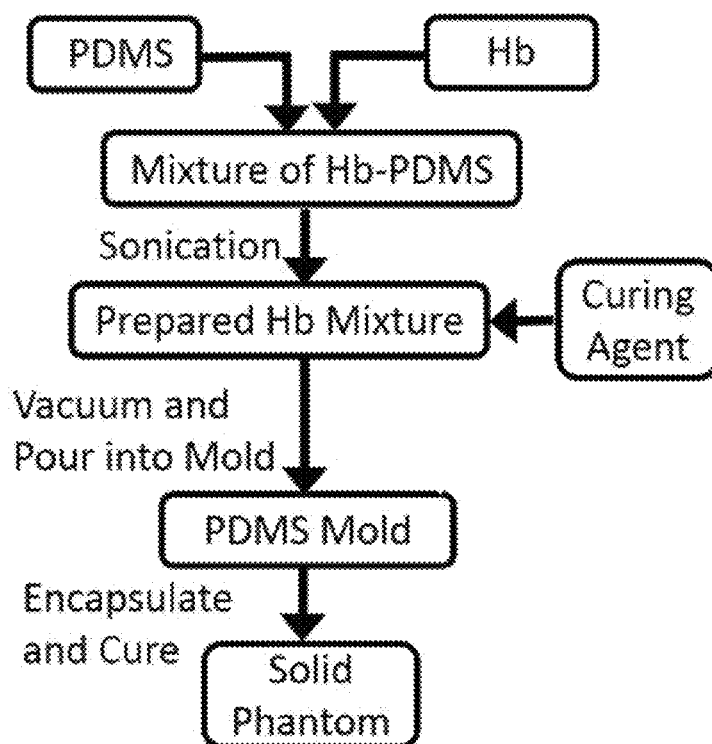 PDMS
Hb
Mixture of Hb-PDMS
Sonication
Prepared Hb Mixture
Curing
Agent
Vacuum and
Pour into Mold
PDMS Mold
Encapsulate
and Cure
Solid
Phantom